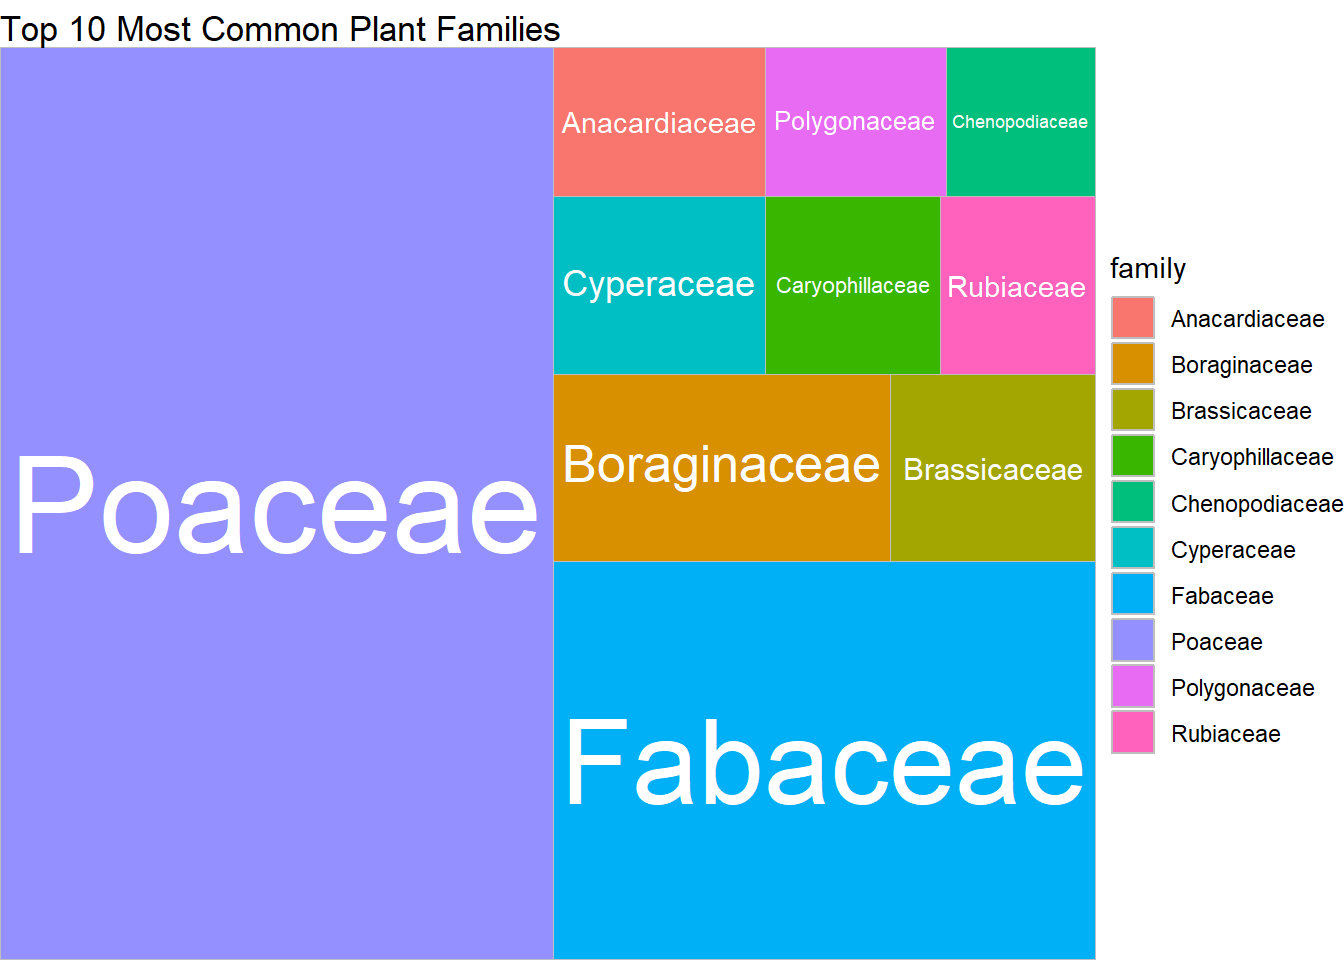 Top 10 Most Common Plant Families
Anacardiaceae
Polygonaceae
Chenopodiaceae
Cyperaceae
Caryophillaceae
Rubiaceae
Boraginaceae
Brassicaceae
Poaceae
Fabaceae
family
Anacardiaceae
Boraginaceae
Brassicaceae
Caryophillaceae
Chenopodiaceae
Cyperaceae
Fabaceae
Poaceae
Polygonaceae
Rubiaceae